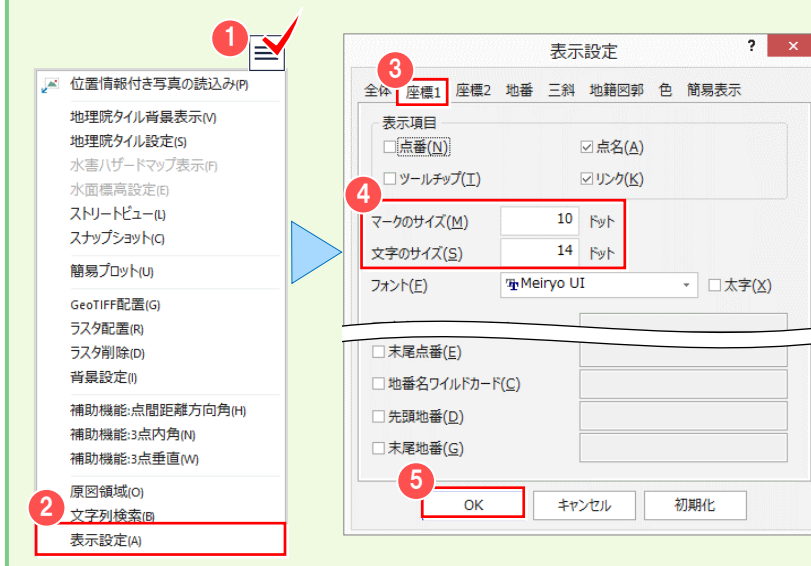 1
位置情報付き写真の読込み(P)
地理院タイル背景表示(V)
地理院タイル設定(S)
水害ハザードマップ表示(F)
水面標高設定(E)
ストリートビュー(L)
スナップショット(C)
簡易プロット(U)
GeoTIFF配置(G)
ラスタ配置(R)
ラスタ削除(D)
背景設定(I)
補助機能:点間距離方向角(H)
補助機能:3点内角(N)
補助機能:3点垂直(W)
原図領域(O)
2
文字列検索(B)
表示設定(A)
表示設定 ? ×
3
全体 座標1 座標2 地番 三斜 地籍図郭 色 簡易表示
表示項目
点番(N) 点名(A)
ツールチップ(T) リンク(K)
4
マークのサイズ(M) 10 ドット
文字のサイズ(S) 14 ドット
フォント(F) Meiryo UI 太字(X)
末尾点番(E)
地番名ワイルドカード(C)
先頭地番(D)
末尾地番(G)
5
OK キャンセル 初期化